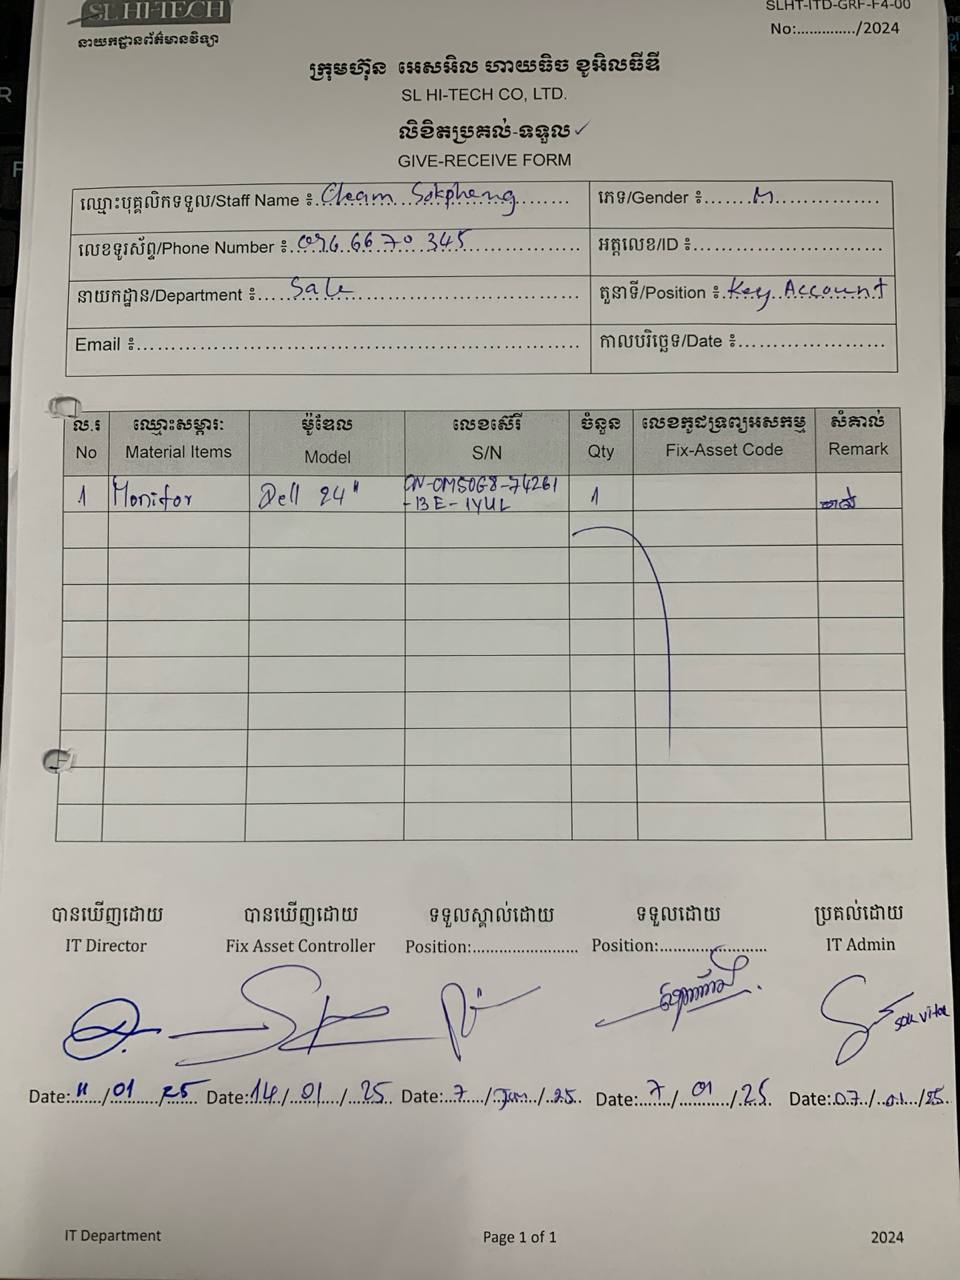 SL HI-TECH
នាយកដ្ឋានព័ត៌មានវិទ្យា
SLHT-ITD-GRF-F4-00
No:............../2024
ក្រុមហ៊ុន អេសអិល ហាយធិច ខូអិលធីឌី
SL HI-TECH CO, LTD.
លិខិតប្រគល់-ទទួល
GIVE-RECEIVE FORM
ឈ្មោះបុគ្គលិកទទួល/Staff Name ៖ Cheam Sokpheng ភេទ/Gender ៖ M
លេខទូរស័ព្ទ/Phone Number ៖ 096 66 70 345 អត្តលេខ/ID ៖
នាយកដ្ឋាន/Department ៖ Sale តួនាទី/Position ៖ Key Account
Email ៖ កាលបរិច្ឆេទ/Date ៖
ល.រ ឈ្មោះសម្ភារៈ ម៉ូឌែល លេខស៊េរី ចំនួន លេខកូដទ្រព្យអសកម្ម សំគាល់
No Material Items Model S/N Qty Fix-Asset Code Remark
1 Monitor Dell 24" CN-0M50G8-74261 1 ចាស់
-13E-1YUL
បានឃើញដោយ បានឃើញដោយ ទទួលស្គាល់ដោយ ទទួលដោយ ប្រគល់ដោយ
IT Director Fix Asset Controller Position: Position: IT Admin
Sok vita
Date: 11/01/25 Date: 14/01/25 Date: 7/Jan/25 Date: 7/01/25 Date: 07/01/25
IT Department Page 1 of 1 2024